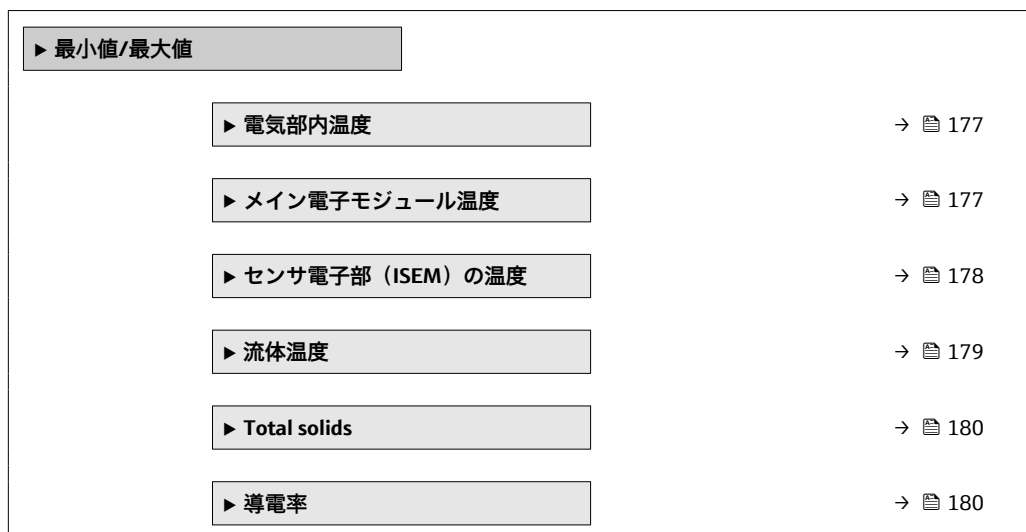 ▶ 最小値/最大値
▶ 電気部内温度 → 177
▶ メイン電子モジュール温度 → 177
▶ センサ電子部（ISEM）の温度 → 178
▶ 流体温度 → 179
▶ Total solids → 180
▶ 導電率 → 180